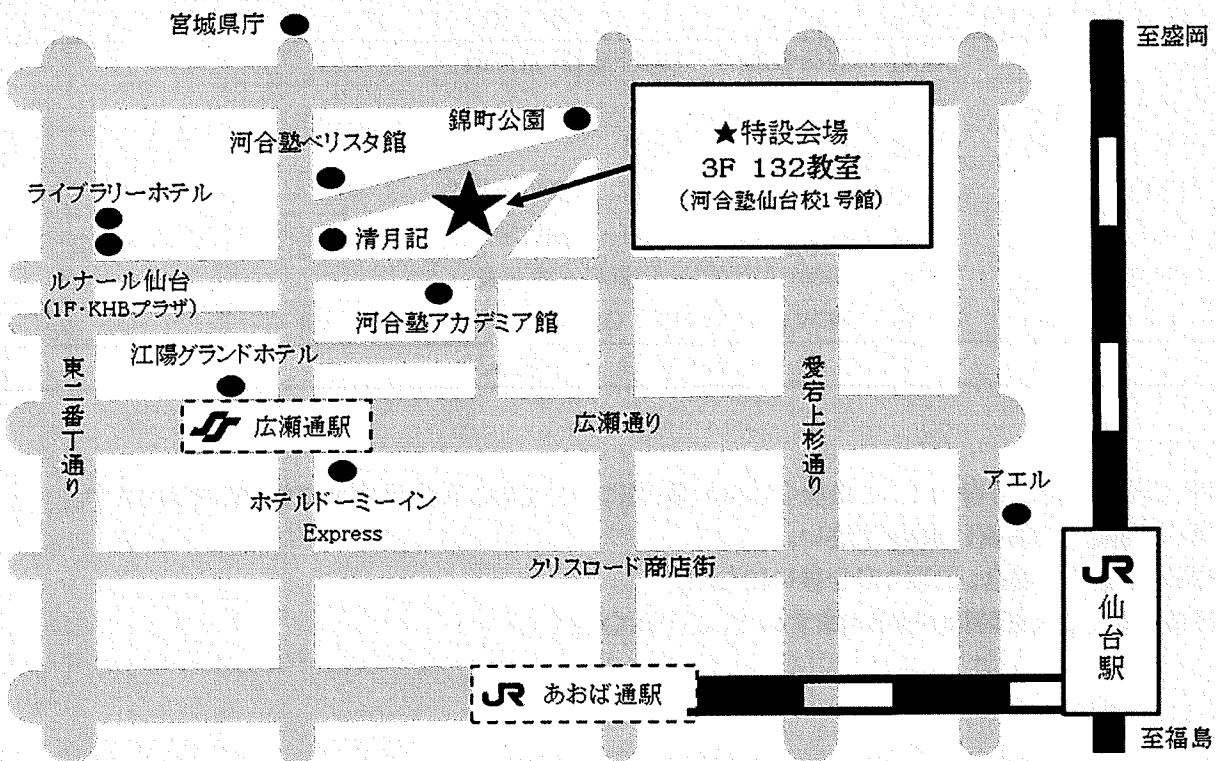 宮城県庁
至盛岡
錦町公園
★特設会場
3F 132教室
(河合塾仙台校1号館)
河合塾ベリスタ館
ライブラリーホテル
清月記
ルナール仙台
(1F・KHBプラザ)
河合塾アカデミア館
江陽グランドホテル
東二番丁通り
愛宕上杉通り
広瀬通駅
広瀬通り
アエル
ホテルドーミーイン
Express
クリスロード商店街
JR
仙台駅
JR あおば通駅
至福島